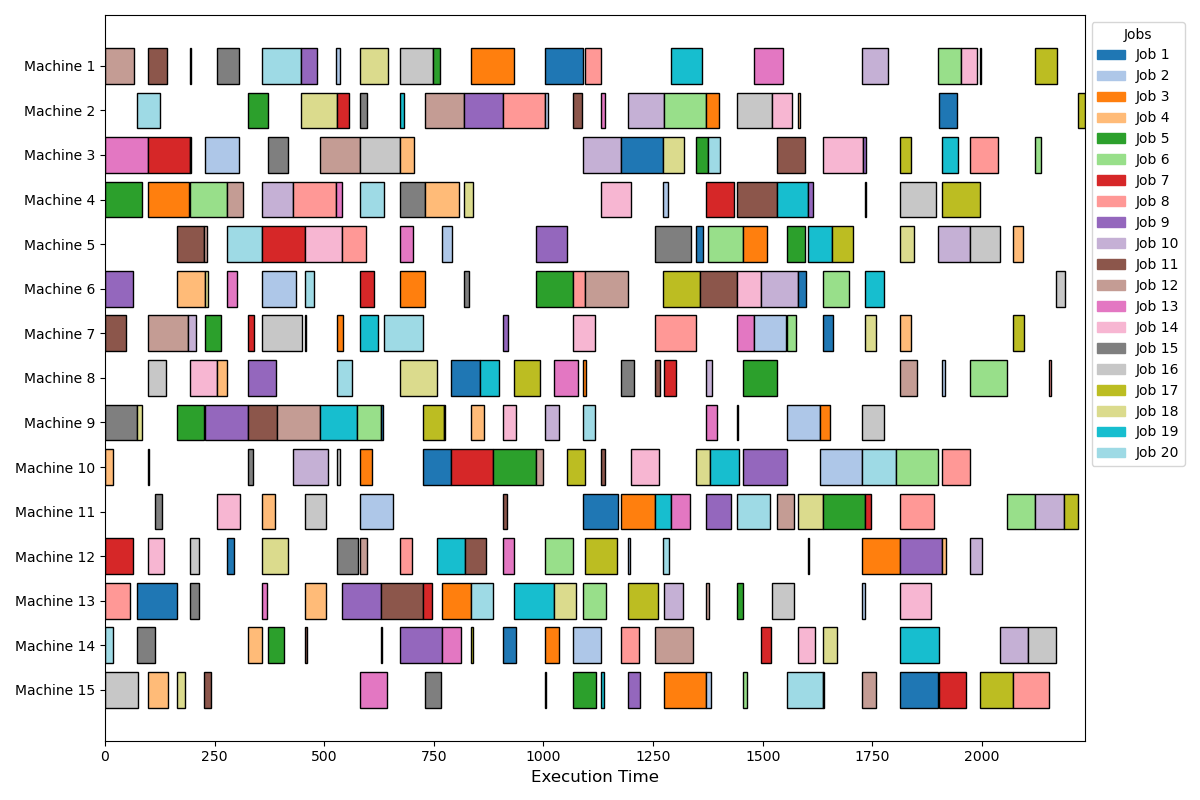 Machine 1
Machine 2
Machine 3
Machine 4
Machine 5
Machine 6
Machine 7
Machine 8
Machine 9
Machine 10
Machine 11
Machine 12
Machine 13
Machine 14
Machine 15
0 250 500 750 1000 1250 1500 1750 2000
Execution Time
Jobs
Job 1
Job 2
Job 3
Job 4
Job 5
Job 6
Job 7
Job 8
Job 9
Job 10
Job 11
Job 12
Job 13
Job 14
Job 15
Job 16
Job 17
Job 18
Job 19
Job 20